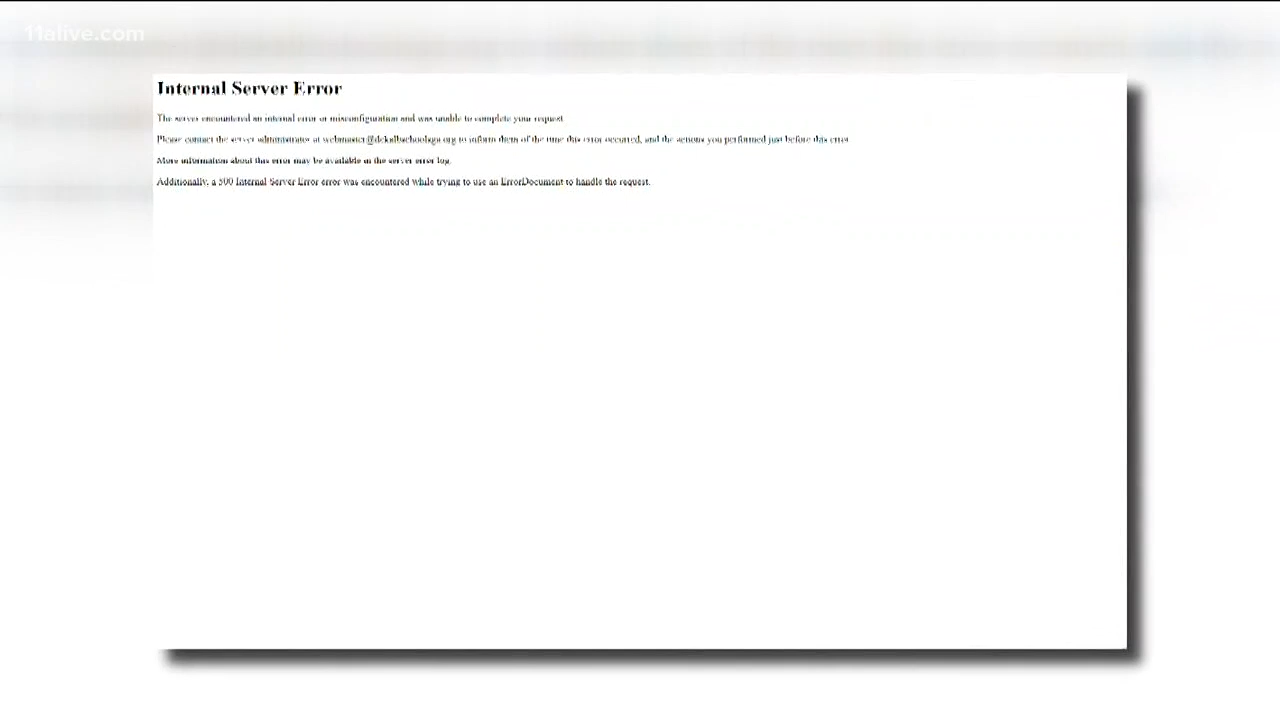 11alive.com
Internal Server Error
The server encountered an internal error or misconfiguration and was unable to complete your request
Please contact the server administrator at webmaster@dekalbschoolsga.org to inform them of the time this error occurred, and the actions you performed just before this error
More information about this error may be available in the server error log.
Additionally, a 500 Internal Server Error error was encountered while trying to use an ErrorDocument to handle the request.